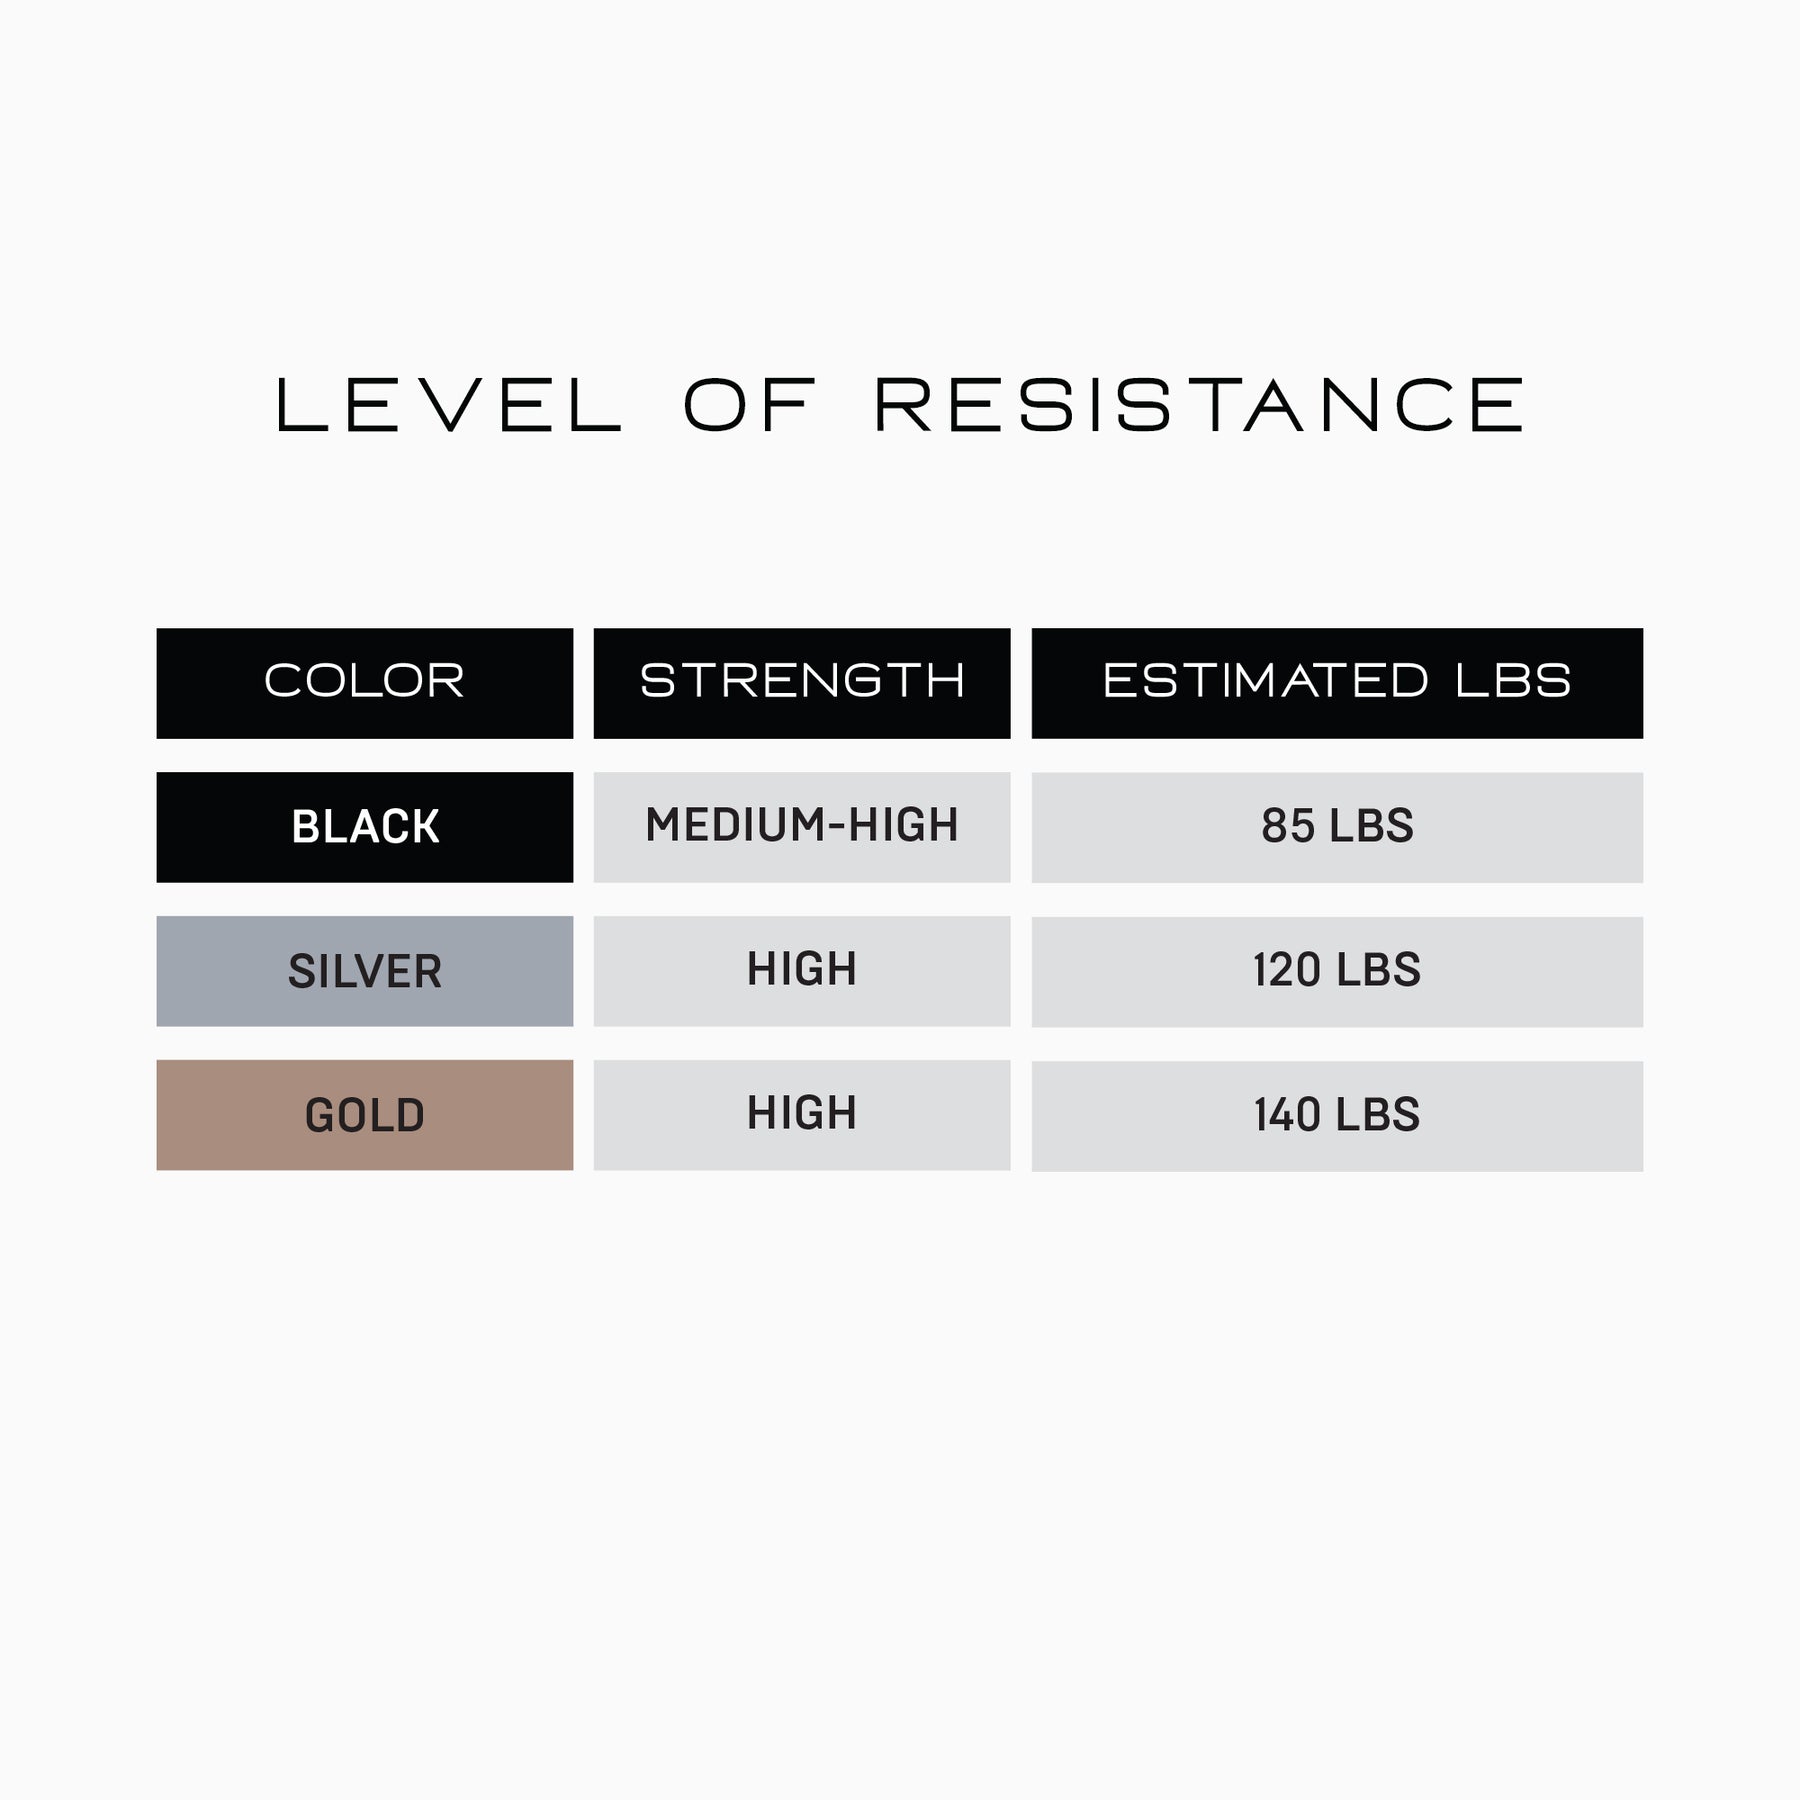 LEVEL OF RESISTANCE
COLOR STRENGTH ESTIMATED LBS
BLACK MEDIUM-HIGH 85 LBS
SILVER HIGH 120 LBS
GOLD HIGH 140 LBS